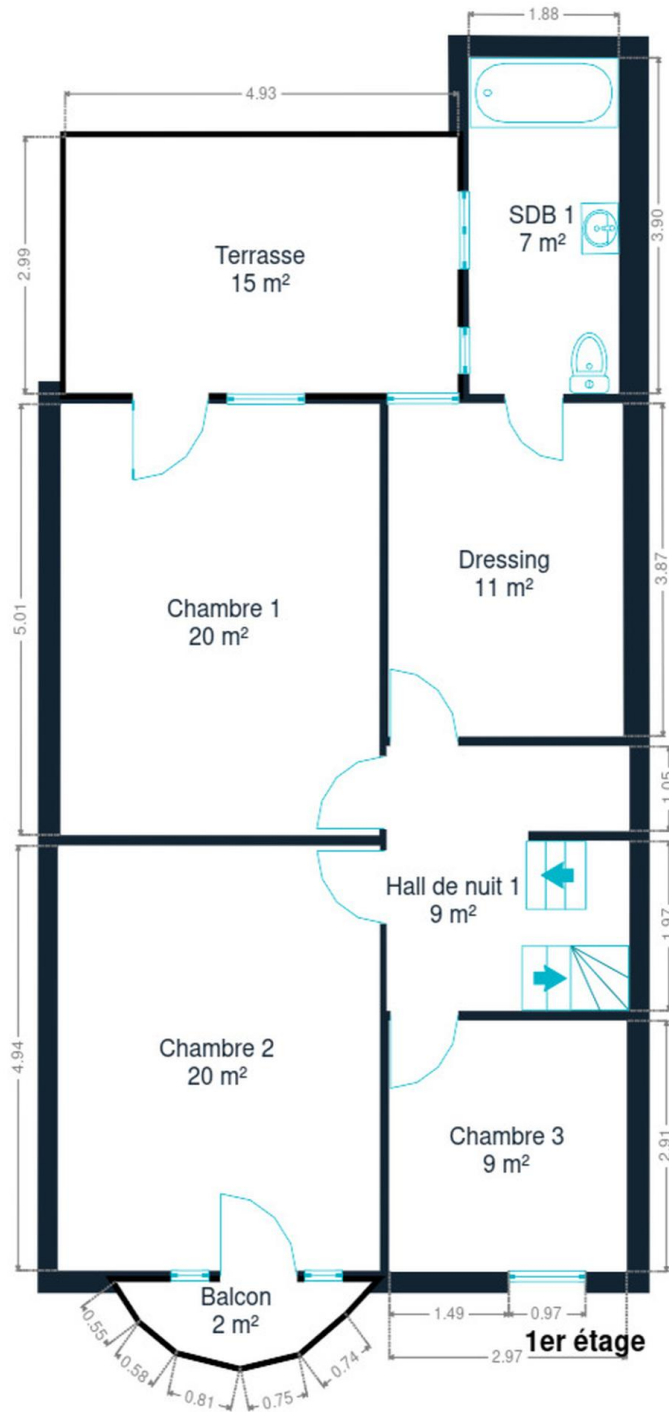 1.88
4.93
SDB 1
7 m²
3.90
Terrasse
15 m²
2.99
Dressing
11 m²
3.87
Chambre 1
20 m²
5.01
1.05
Hall de nuit 1
9 m²
1.97
Chambre 2
20 m²
4.94
Chambre 3
9 m²
2.91
Balcon
2 m²
0.55
0.58
0.81
0.75
0.74
1.49
0.97
2.97
1er étage